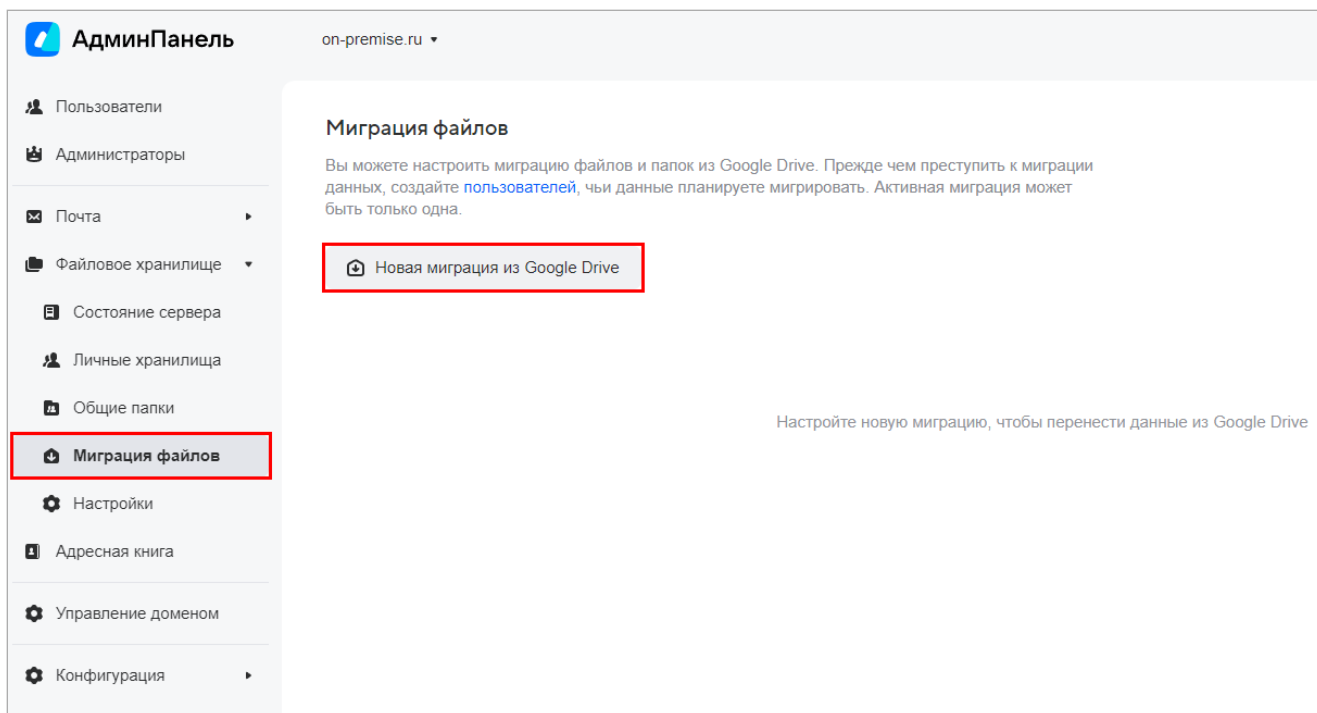 АдминПанель
on-premise.ru
Пользователи
Администраторы
Почта
Файловое хранилище
Состояние сервера
Личные хранилища
Общие папки
Миграция файлов
Настройки
Адресная книга
Управление доменом
Конфигурация
Миграция файлов
Вы можете настроить миграцию файлов и папок из Google Drive. Прежде чем преступить к миграции
данных, создайте пользователей, чьи данные планируете мигрировать. Активная миграция может
быть только одна.
Новая миграция из Google Drive
Настройте новую миграцию, чтобы перенести данные из Google Drive